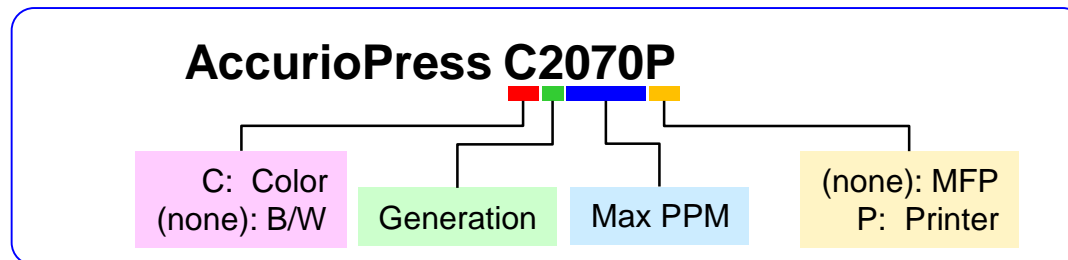 AccurioPress C2070P
C: Color
(none): B/W
Generation
Max PPM
(none): MFP
P: Printer